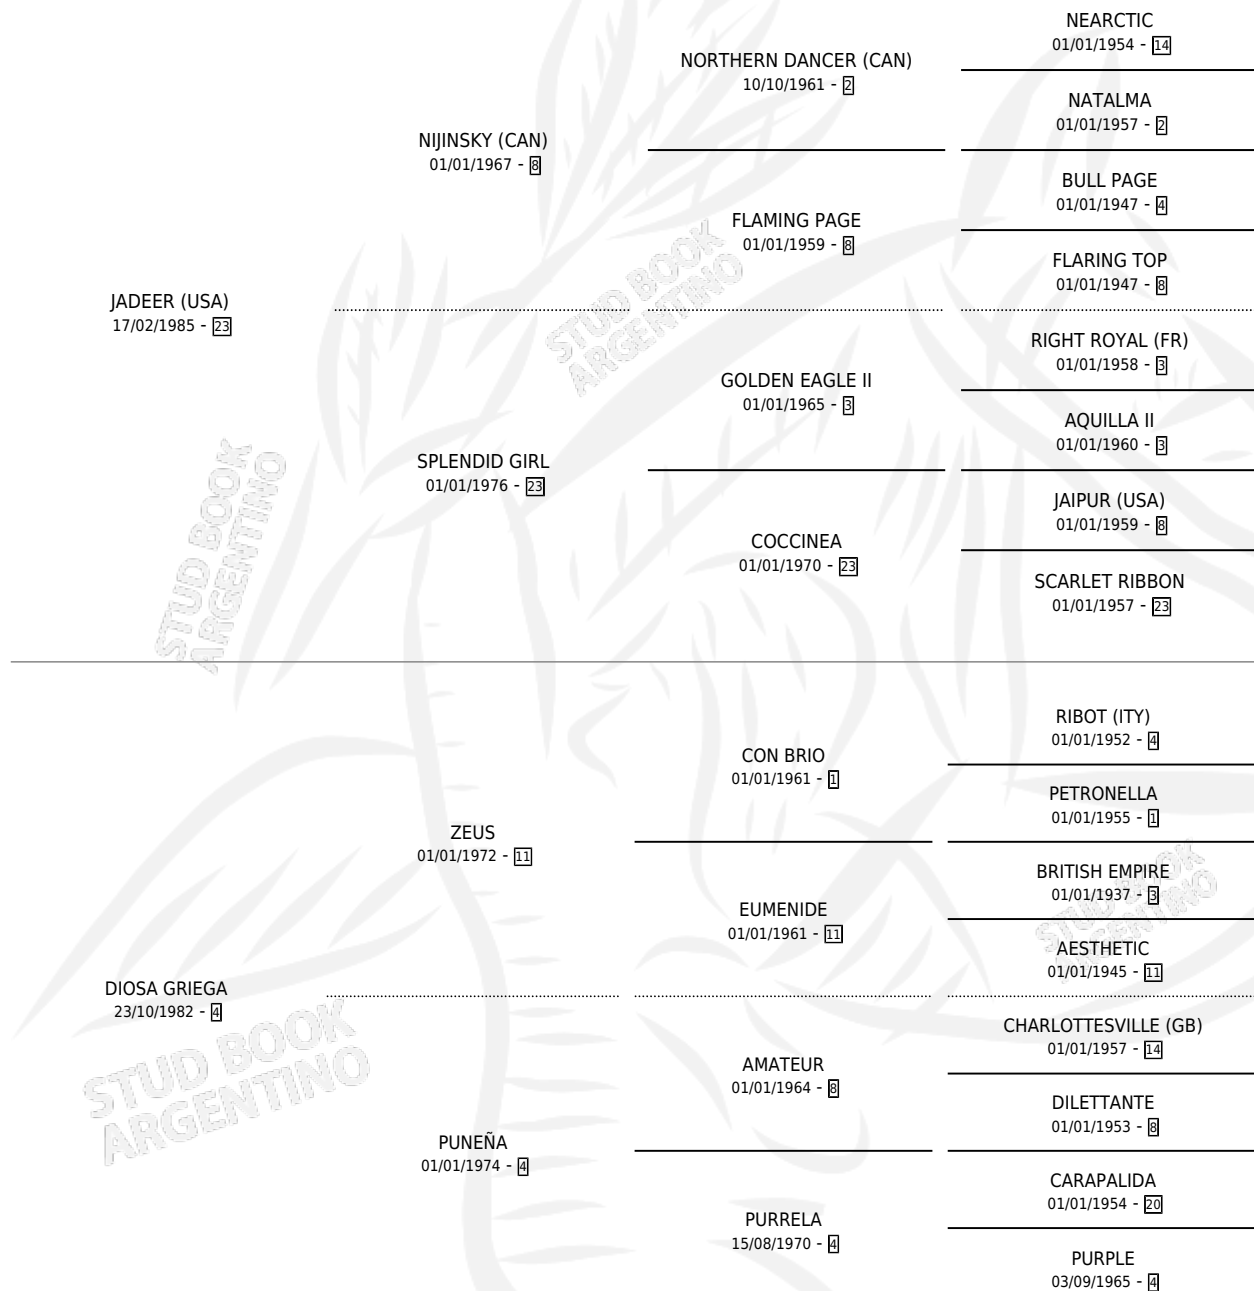 NEARCTIC
01/01/1954 - 14
NORTHERN DANCER (CAN)
10/10/1961 - 2
NATALMA
01/01/1957 - 2
NIJINSKY (CAN)
01/01/1967 - 8
BULL PAGE
01/01/1947 - 4
FLAMING PAGE
01/01/1959 - 8
FLARING TOP
01/01/1947 - 8
JADEER (USA)
17/02/1985 - 23
RIGHT ROYAL (FR)
01/01/1958 - 3
GOLDEN EAGLE II
01/01/1965 - 3
AQUILLA II
01/01/1960 - 3
SPLENDID GIRL
01/01/1976 - 23
JAIPUR (USA)
01/01/1959 - 8
COCCINEA
01/01/1970 - 23
SCARLET RIBBON
01/01/1957 - 23
RIBOT (ITY)
01/01/1952 - 4
CON BRIO
01/01/1961 - 1
PETRONELLA
01/01/1955 - 1
ZEUS
01/01/1972 - 11
BRITISH EMPIRE
01/01/1937 - 3
EUMENIDE
01/01/1961 - 11
AESTHETIC
01/01/1945 - 11
DIOSA GRIEGA
23/10/1982 - 4
CHARLOTTESVILLE (GB)
01/01/1957 - 14
AMATEUR
01/01/1964 - 8
DILETTANTE
01/01/1953 - 8
PUNEÑA
01/01/1974 - 4
CARAPALIDA
01/01/1954 - 20
PURRELA
15/08/1970 - 4
PURPLE
03/09/1965 - 4
STUD BOOK
ARGENTINO
STUD BOOK
ARGENTINO
STUD BOOK
ARGENTINO
STUD BOOK
ARGENTINO